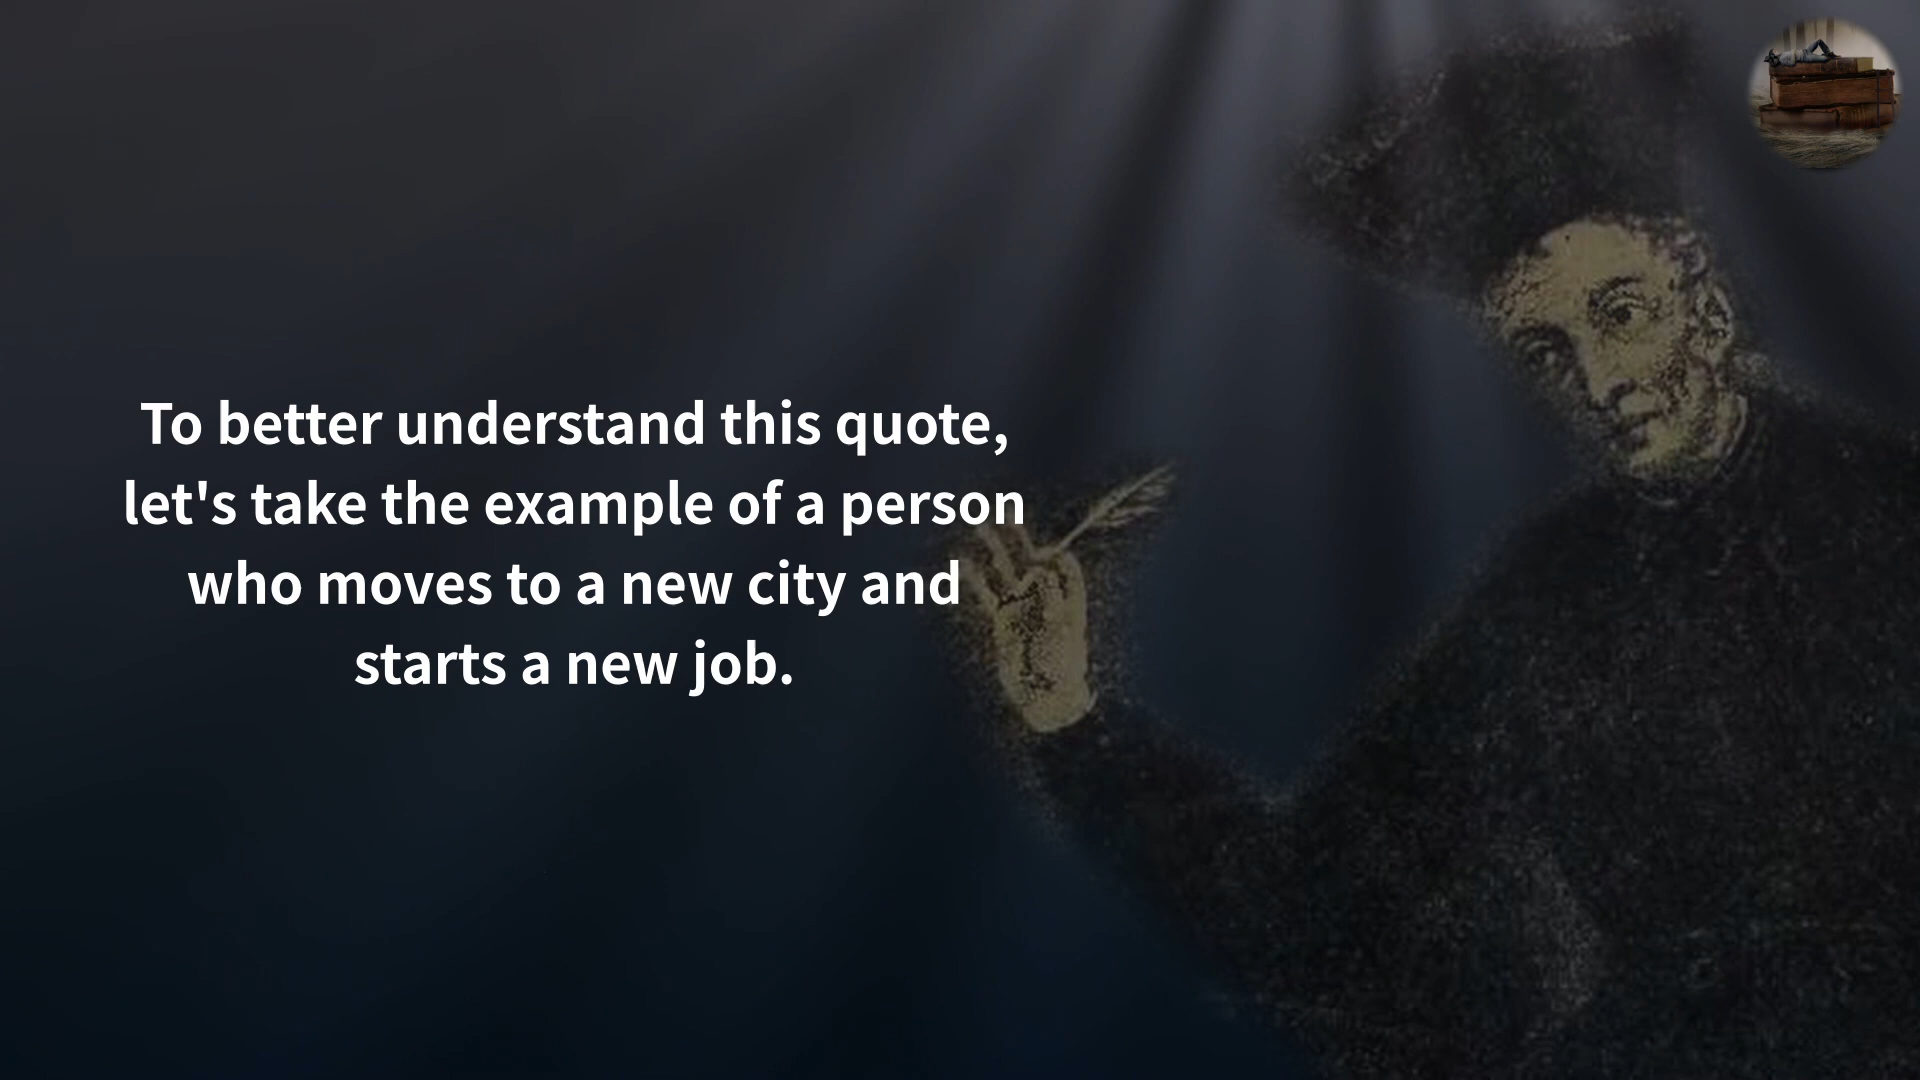 To better understand this quote,
let's take the example of a person
who moves to a new city and
starts a new job.